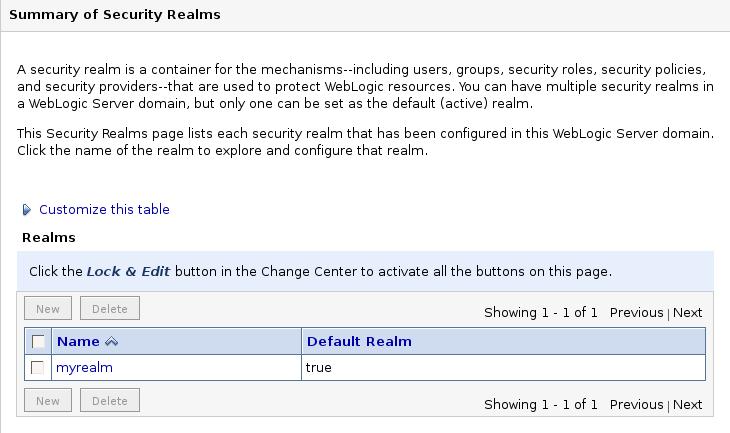 Summary of Security Realms
A security realm is a container for the mechanisms--including users, groups, security roles, security policies,
and security providers--that are used to protect WebLogic resources. You can have multiple security realms in
a WebLogic Server domain, but only one can be set as the default (active) realm.
This Security Realms page lists each security realm that has been configured in this WebLogic Server domain.
Click the name of the realm to explore and configure that realm.
Customize this table
Realms
Click the Lock & Edit button in the Change Center to activate all the buttons on this page.
New Delete Showing 1 - 1 of 1 Previous | Next
Name Default Realm
myrealm true
New Delete Showing 1 - 1 of 1 Previous | Next